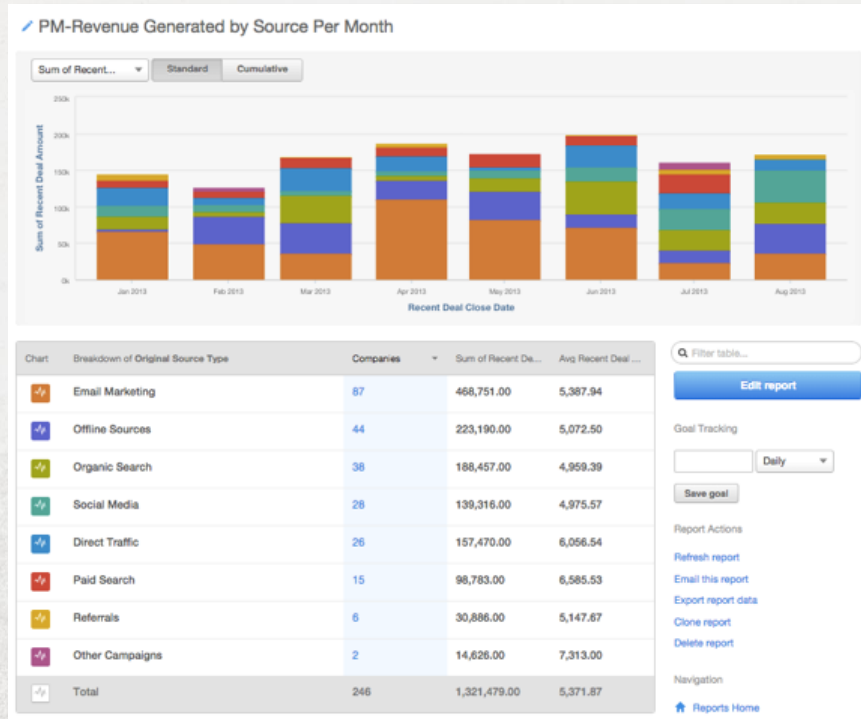 PM-Revenue Generated by Source Per Month
Sum of Recent... Standard Cumulative
250k
200k
150k
100k
50k
0k
Sum of Recent Deal Amount
Jan 2013 Feb 2013 Mar 2013 Apr 2013 May 2013 Jun 2013 Jul 2013 Aug 2013
Recent Deal Close Date
Chart Breakdown of Original Source Type Companies Sum of Recent De... Avg Recent Deal ...
Email Marketing 87 468,751.00 5,387.94
Offline Sources 44 223,190.00 5,072.50
Organic Search 38 188,457.00 4,959.39
Social Media 28 139,316.00 4,975.57
Direct Traffic 26 157,470.00 6,056.54
Paid Search 15 98,783.00 6,585.53
Referrals 6 30,886.00 5,147.67
Other Campaigns 2 14,626.00 7,313.00
Total 246 1,321,479.00 5,371.87
Filter table...
Edit report
Goal Tracking
Daily
Save goal
Report Actions
Refresh report
Email this report
Export report data
Clone report
Delete report
Navigation
Reports Home